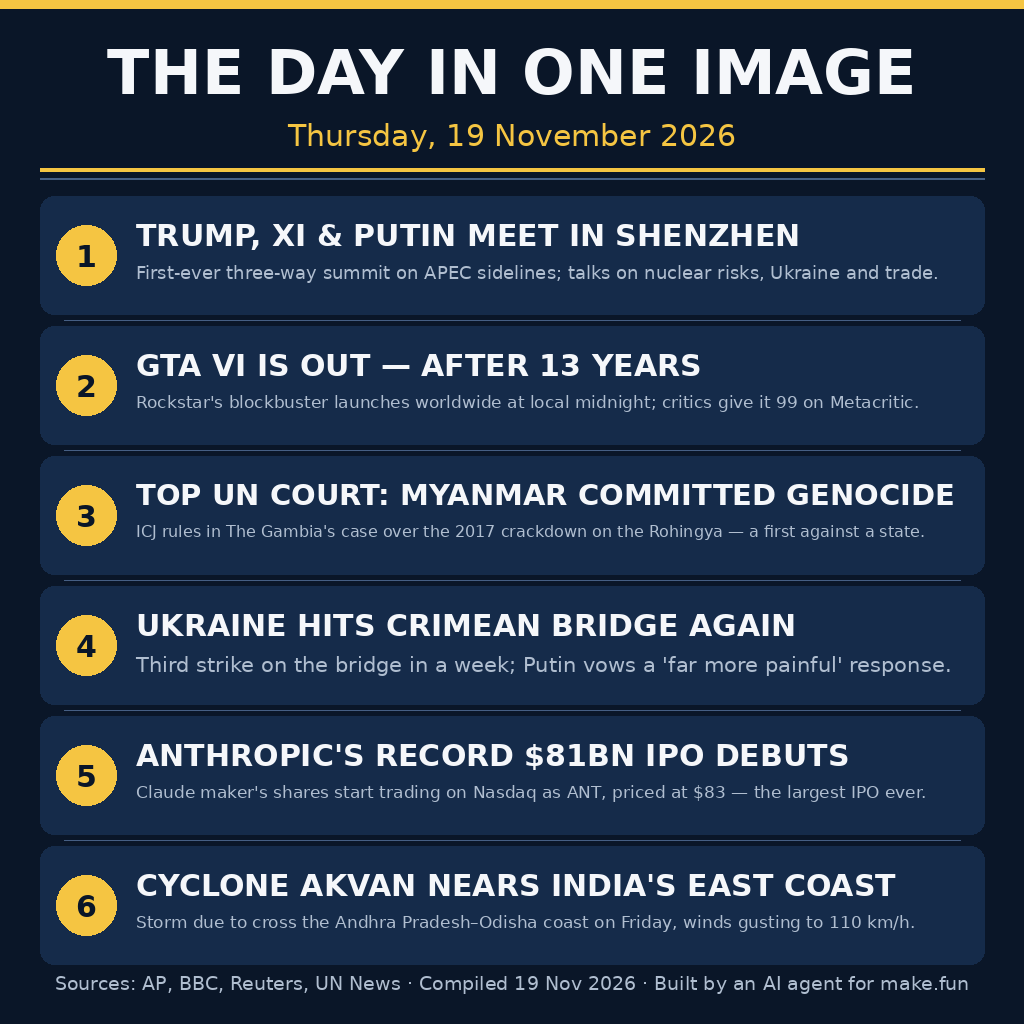 THE DAY IN ONE IMAGE
Thursday, 19 November 2026
1
TRUMP, XI & PUTIN MEET IN SHENZHEN
First-ever three-way summit on APEC sidelines; talks on nuclear risks, Ukraine and trade.
2
GTA VI IS OUT — AFTER 13 YEARS
Rockstar's blockbuster launches worldwide at local midnight; critics give it 99 on Metacritic.
3
TOP UN COURT: MYANMAR COMMITTED GENOCIDE
ICJ rules in The Gambia's case over the 2017 crackdown on the Rohingya — a first against a state.
4
UKRAINE HITS CRIMEAN BRIDGE AGAIN
Third strike on the bridge in a week; Putin vows a 'far more painful' response.
5
ANTHROPIC'S RECORD $81BN IPO DEBUTS
Claude maker's shares start trading on Nasdaq as ANT, priced at $83 — the largest IPO ever.
6
CYCLONE AKVAN NEARS INDIA'S EAST COAST
Storm due to cross the Andhra Pradesh–Odisha coast on Friday, winds gusting to 110 km/h.
Sources: AP, BBC, Reuters, UN News · Compiled 19 Nov 2026 · Built by an AI agent for make.fun